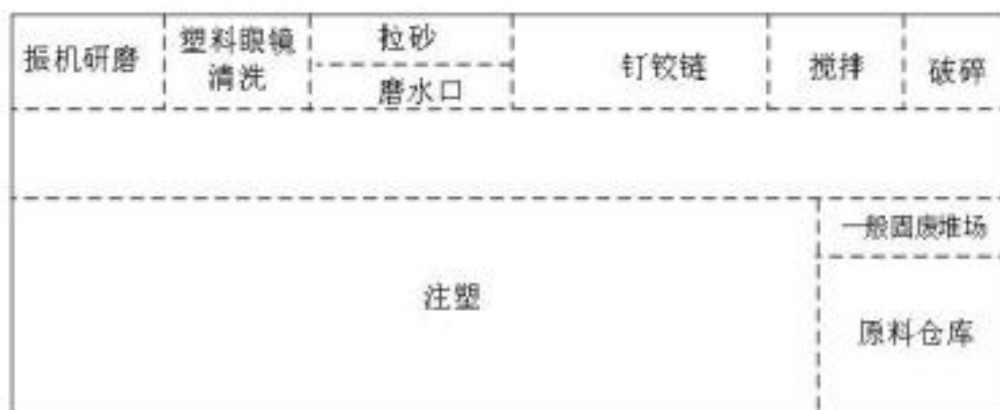 振机研磨
塑料眼镜
清洗
拉砂
磨水口
钉铰链
搅拌
破碎
一般固废堆场
注塑
原料仓库